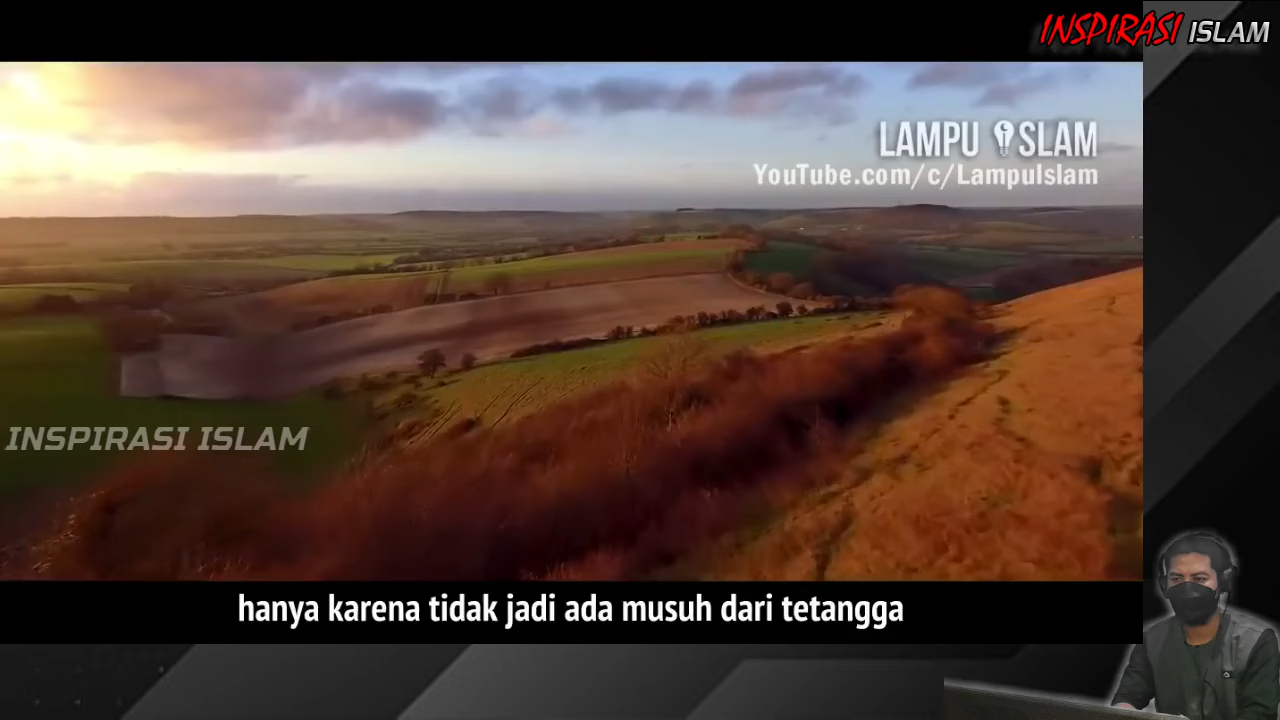 INSPIRASI ISLAM
LAMPU ISLAM
YouTube.com/c/LampuIslam
INSPIRASI ISLAM
hanya karena tidak jadi ada musuh dari tetangga